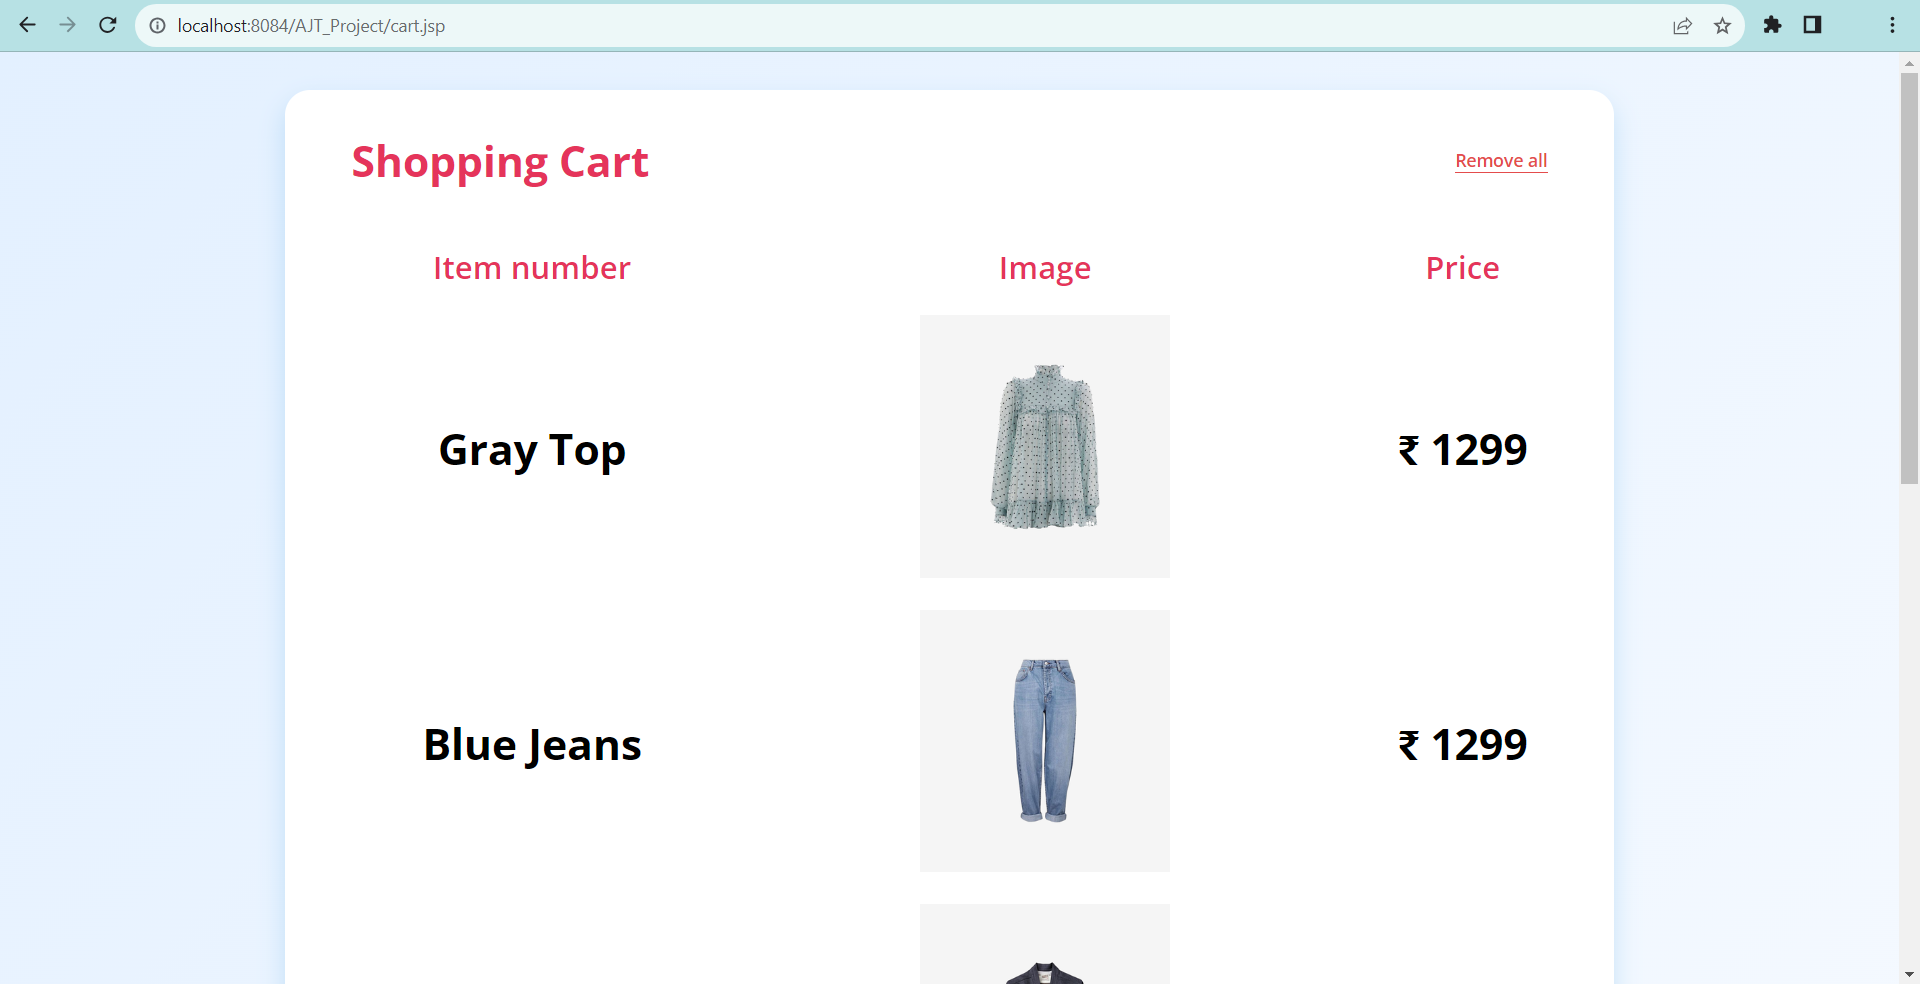 localhost:8084/AJT_Project/cart.jsp
Shopping Cart
Remove all
Item number Image Price
Gray Top ₹ 1299
Blue Jeans ₹ 1299